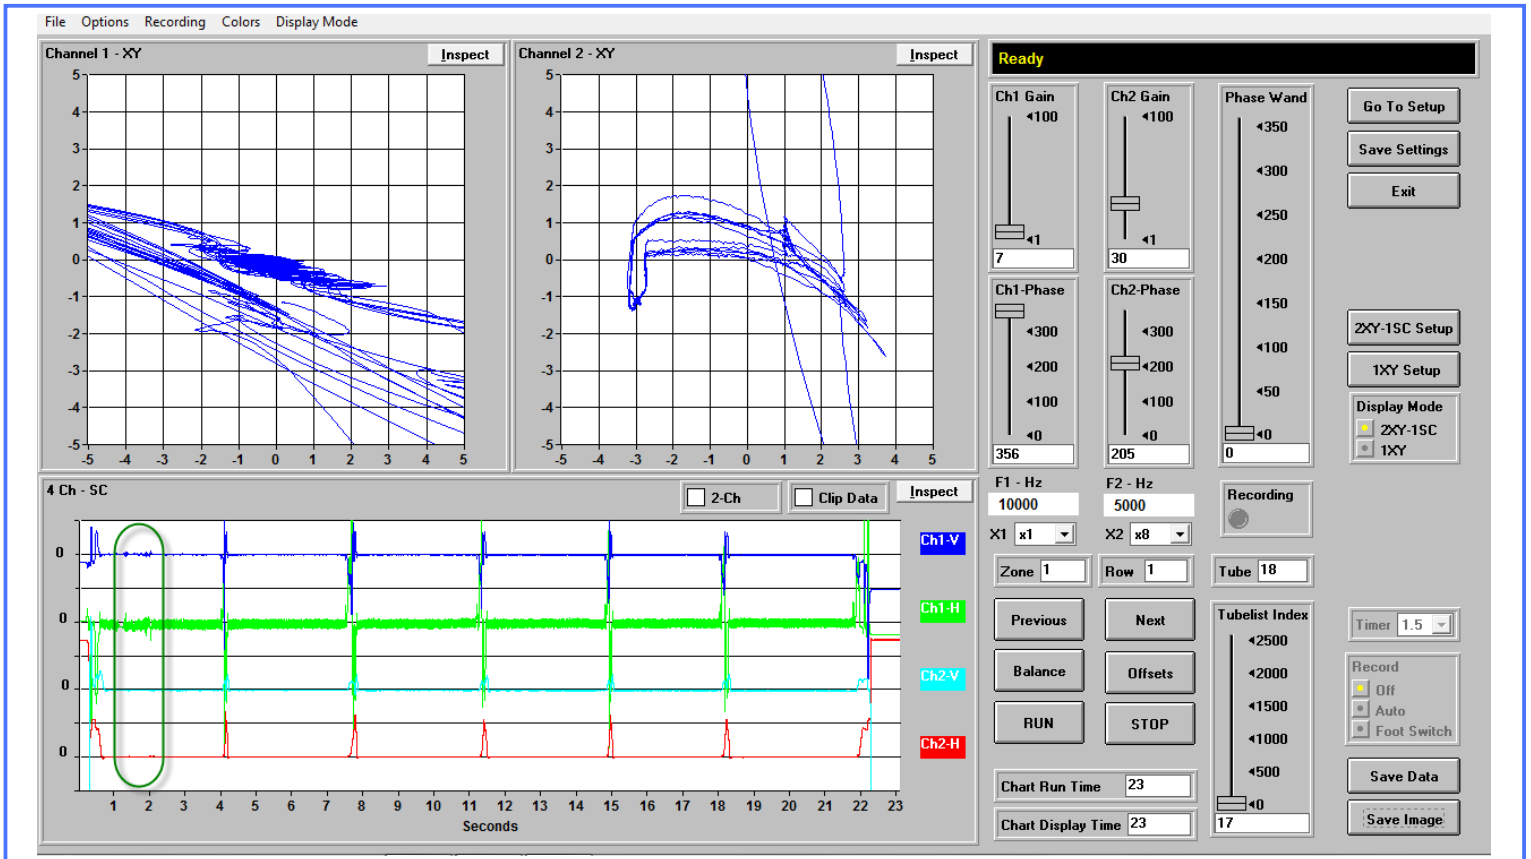 File Options Recording Colors Display Mode
Channel 1 - XY Inspect
5
4
3
2
1
0
-1
-2
-3
-4
-5
-5 -4 -3 -2 -1 0 1 2 3 4 5
Channel 2 - XY Inspect
5
4
3
2
1
0
-1
-2
-3
-4
-5
-5 -4 -3 -2 -1 0 1 2 3 4 5
4 Ch - SC 2-Ch Clip Data Inspect
0
0
0
0
Ch1-V
Ch1-H
Ch2-V
Ch2-H
1 2 3 4 5 6 7 8 9 10 11 12 13 14 15 16 17 18 19 20 21 22 23
Seconds
Ready
Ch1 Gain
100
1
7
Ch2 Gain
100
1
30
Phase Wand
350
300
250
200
150
100
50
0
0
Go To Setup
Save Settings
Exit
Ch1-Phase
300
200
100
0
356
Ch2-Phase
300
200
100
0
205
2XY-1SC Setup
1XY Setup
Display Mode
2XY-1SC
1XY
F1 - Hz
10000
F2 - Hz
5000
Recording
X1 x1
X2 x8
Zone 1
Row 1
Tube 18
Previous
Next
Balance
Offsets
RUN
STOP
Tubelist Index
2500
2000
1500
1000
500
0
17
Timer 1.5
Record
Off
Auto
Foot Switch
Chart Run Time 23
Chart Display Time 23
Save Data
Save Image